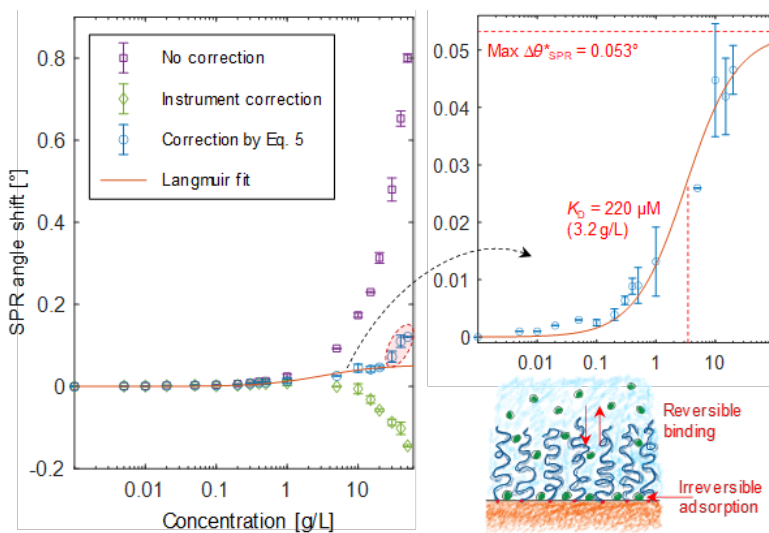 0.8
0.6
0.4
0.2
0
-0.2
SPR angle shift [°]
No correction
Instrument correction
Correction by Eq. 5
Langmuir fit
0.01
0.1
1
10
Concentration [g/L]
0.05
0.04
0.03
0.02
0.01
0
Max Δθ*SPR = 0.053°
KD = 220 µM
(3.2 g/L)
0.01
0.1
1
10
Reversible
binding
Irreversible
adsorption